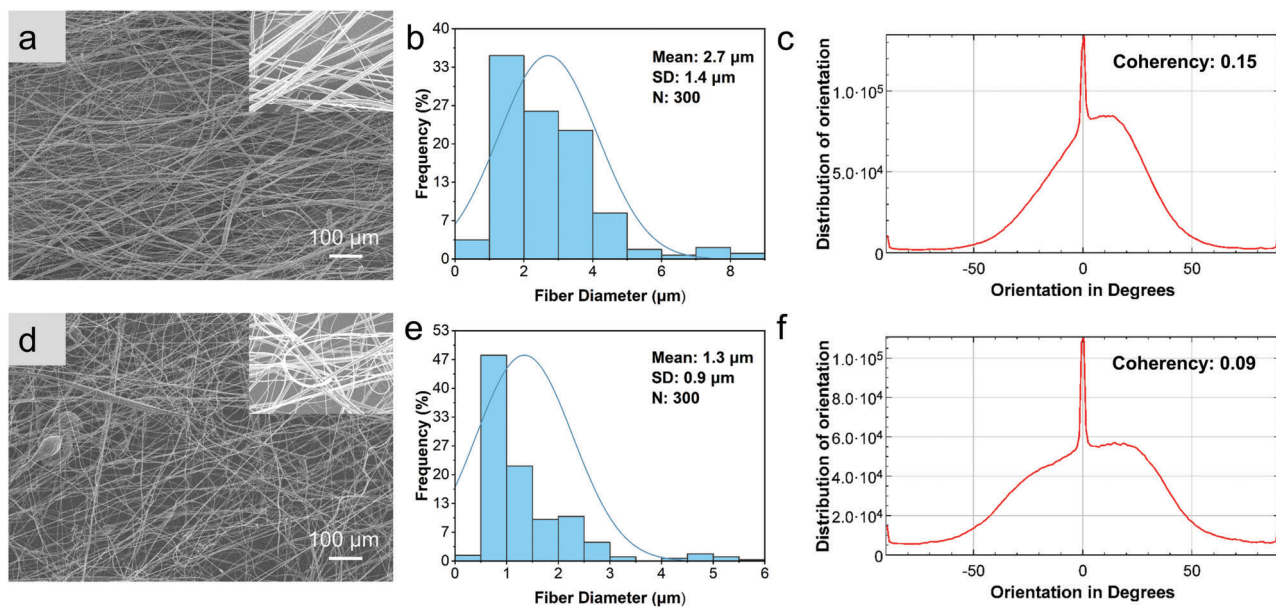 a
100 µm
b
Mean: 2.7 µm
SD: 1.4 µm
N: 300
Frequency (%)
40
33
27
20
13
7
0
0 2 4 6 8
Fiber Diameter (µm)
c
Coherency: 0.15
Distribution of orientation
1.0·10⁵
5.0·10⁴
0
-50 0 50
Orientation in Degrees
d
100 µm
e
Mean: 1.3 µm
SD: 0.9 µm
N: 300
Frequency (%)
53
47
40
33
27
20
13
7
0
0 1 2 3 4 5 6
Fiber Diameter (µm)
f
Coherency: 0.09
Distribution of orientation
1.0·10⁵
8.0·10⁴
6.0·10⁴
4.0·10⁴
2.0·10⁴
0
-50 0 50
Orientation in Degrees